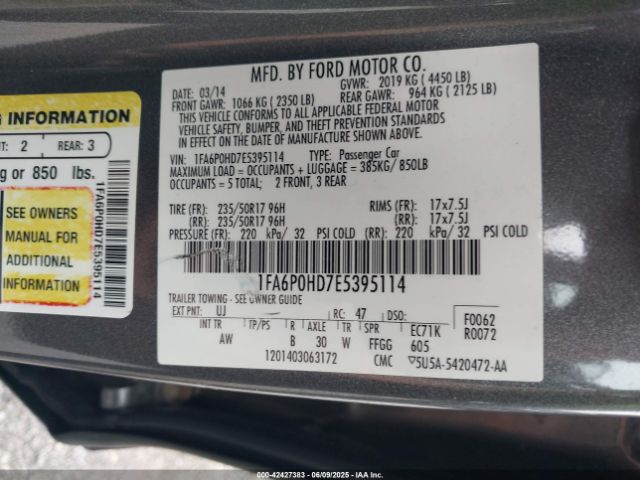 MFD. BY FORD MOTOR CO.
DATE: 03/14 GVWR: 2019 KG ( 4450 LB)
FRONT GAWR: 1066 KG ( 2350 LB) REAR GAWR: 964 KG ( 2125 LB)
THIS VEHICLE CONFORMS TO ALL APPLICABLE FEDERAL MOTOR
VEHICLE SAFETY, BUMPER, AND THEFT PREVENTION STANDARDS
IN EFFECT ON THE DATE OF MANUFACTURE SHOWN ABOVE.
VIN: 1FA6P0HD7E5395114 TYPE: Passenger Car
MAXIMUM LOAD = OCCUPANTS + LUGGAGE = 385KG/ 850LB
OCCUPANTS = 5 TOTAL; 2 FRONT, 3 REAR
TIRE (FR): 235/50R17 96H RIMS (FR): 17x7.5J
(RR): 235/50R17 96H (RR): 17x7.5J
PRESSURE (FR): 220 kPa/ 32 PSI COLD (RR): 220 kPa/ 32 PSI COLD
1FA6P0HD7E5395114
TRAILER TOWING - SEE OWNER GUIDE
EXT PNT: UJ RC: 47 DSO: F0062
INT TR TP/PS R AXLE TR SPR EC71K R0072
AW B 30 W FFGG 605
1201403063172 CMC ▽5U5A-5420472-AA
INFORMATION
2 REAR: 3
or 850 lbs.
SEE OWNERS
MANUAL FOR
ADDITIONAL
INFORMATION
1FA6P0HD7E5395114
000-42427383 - 06/09/2025 - IAAI.CA